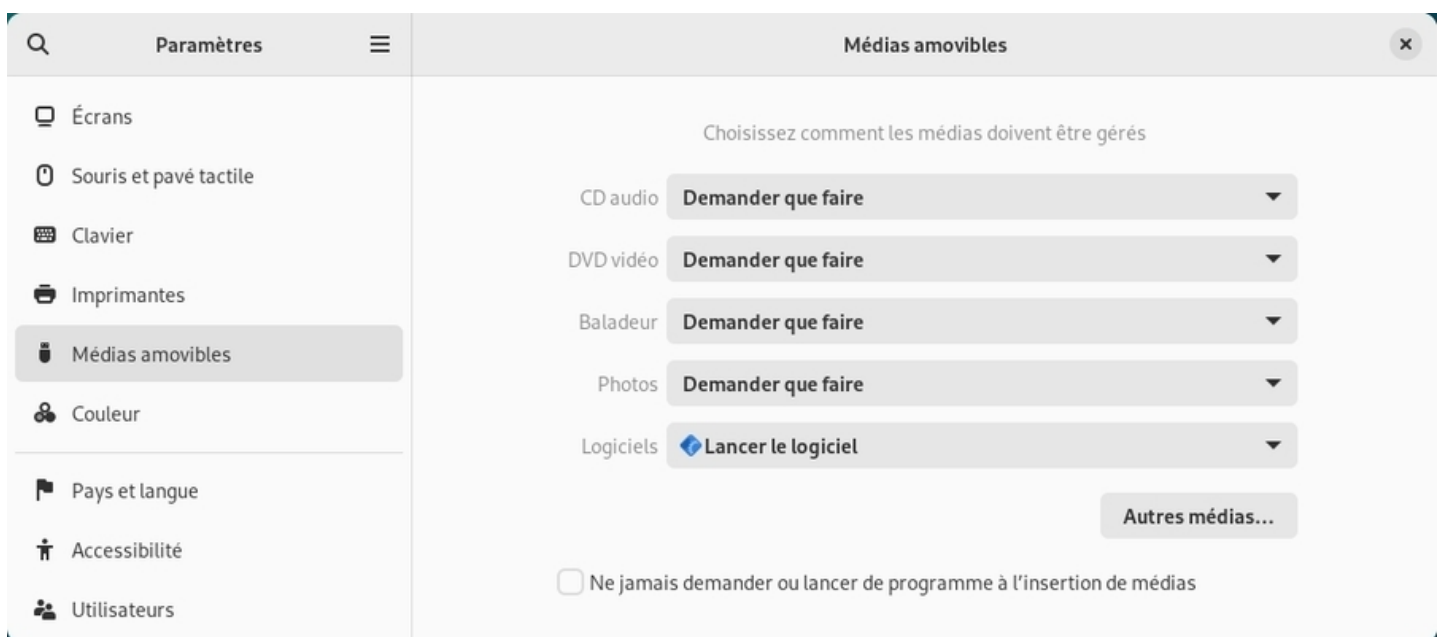 Paramètres
Médias amovibles
Écrans
Souris et pavé tactile
Clavier
Imprimantes
Médias amovibles
Couleur
Pays et langue
Accessibilité
Utilisateurs
Choisissez comment les médias doivent être gérés
CD audio Demander que faire
DVD vidéo Demander que faire
Baladeur Demander que faire
Photos Demander que faire
Logiciels Lancer le logiciel
Autres médias…
Ne jamais demander ou lancer de programme à l’insertion de médias